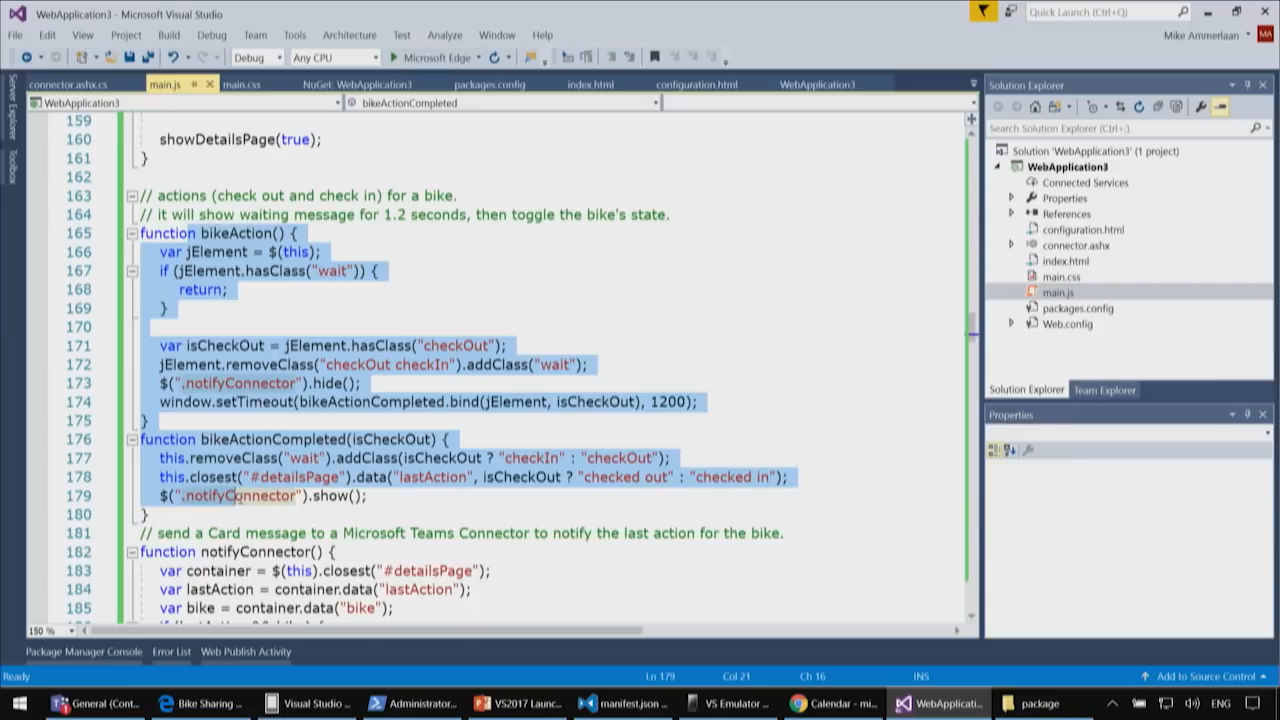 WebApplication3 - Microsoft Visual Studio
Quick Launch (Ctrl+Q)
File Edit View Project Build Debug Team Tools Architecture Test Analyze Window Help
Mike Ammerlaan MA
Debug Any CPU Microsoft Edge
connector.ashx.cs main.js main.css NuGet: WebApplication3 packages.config index.html configuration.html WebApplication3
WebApplication3 bikeActionCompleted
Server Explorer
Toolbox
159
160 showDetailsPage(true);
161 }
162
163 // actions (check out and check in) for a bike.
164 // it will show waiting message for 1.2 seconds, then toggle the bike's state.
165 function bikeAction() {
166 var jElement = $(this);
167 if (jElement.hasClass("wait")) {
168 return;
169 }
170
171 var isCheckOut = jElement.hasClass("checkOut");
172 jElement.removeClass("checkOut checkIn").addClass("wait");
173 $(".notifyConnector").hide();
174 window.setTimeout(bikeActionCompleted.bind(jElement, isCheckOut), 1200);
175 }
176 function bikeActionCompleted(isCheckOut) {
177 this.removeClass("wait").addClass(isCheckOut ? "checkIn" : "checkOut");
178 this.closest("#detailsPage").data("lastAction", isCheckOut ? "checked out" : "checked in");
179 $(".notifyConnector").show();
180 }
181 // send a Card message to a Microsoft Teams Connector to notify the last action for the bike.
182 function notifyConnector() {
183 var container = $(this).closest("#detailsPage");
184 var lastAction = container.data("lastAction");
185 var bike = container.data("bike");
150 %
Solution Explorer
Search Solution Explorer (Ctrl+;)
Solution 'WebApplication3' (1 project)
WebApplication3
Connected Services
Properties
References
configuration.html
connector.ashx
index.html
main.css
main.js
packages.config
Web.config
Solution Explorer Team Explorer
Properties
Package Manager Console Error List Web Publish Activity
Ready Ln 179 Col 21 Ch 16 INS Add to Source Control
General (Cont... Bike Sharing ... Visual Studio ... Administrator... VS2017 Launc... manifest.json ... VS Emulator ... Calendar - mi... WebApplicati... package ENG